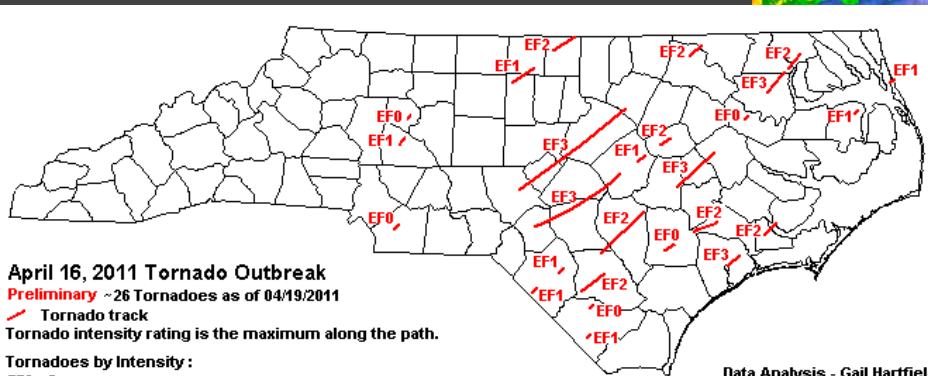 EF2
EF2
EF2
EF1
EF1
EF3
EF0
EF0
EF1
EF1
EF3
EF2
EF1
EF3
EF3
EF0
EF2
EF2
EF2
EF0
EF3
EF1
EF2
EF1
EF0
EF1
April 16, 2011 Tornado Outbreak
Preliminary ~26 Tornadoes as of 04/19/2011
Tornado track
Tornado intensity rating is the maximum along the path.
Tornadoes by Intensity :
Data Analysis - Gail Hartfiel